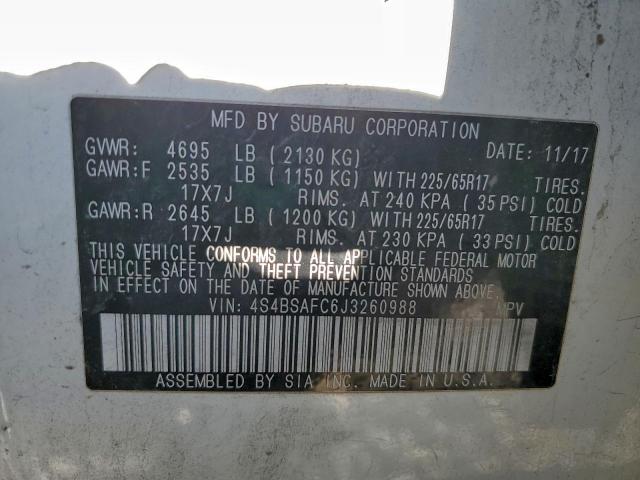 MFD BY SUBARU CORPORATION
GVWR: 4695 LB ( 2130 KG) DATE: 11/17
GAWR:F 2535 LB ( 1150 KG) WITH 225/65R17 TIRES.
17X7J RIMS. AT 240 KPA ( 35 PSI) COLD
GAWR:R 2645 LB ( 1200 KG) WITH 225/65R17 TIRES.
17X7J RIMS. AT 230 KPA ( 33 PSI) COLD
THIS VEHICLE CONFORMS TO ALL APPLICABLE FEDERAL MOTOR
VEHICLE SAFETY AND THEFT PREVENTION STANDARDS
IN EFFECT ON THE DATE OF MANUFACTURE SHOWN ABOVE.
VIN: 4S4BSAFC6J3260988 MPV
ASSEMBLED BY SIA INC. MADE IN U.S.A.